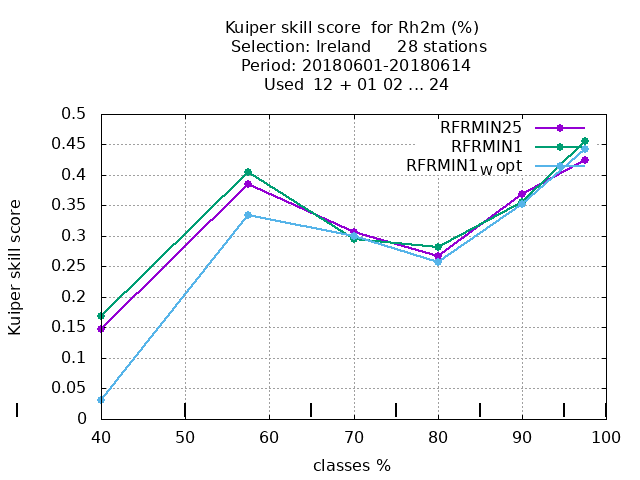 Kuiper skill score for Rh2m (%)
Selection: Ireland 28 stations
Period: 20180601-20180614
Used 12 + 01 02 ... 24
RFRMIN25
RFRMIN1
RFRMIN1W opt
Kuiper skill score
0.5
0.45
0.4
0.35
0.3
0.25
0.2
0.15
0.1
0.05
0
40 50 60 70 80 90 100
classes %